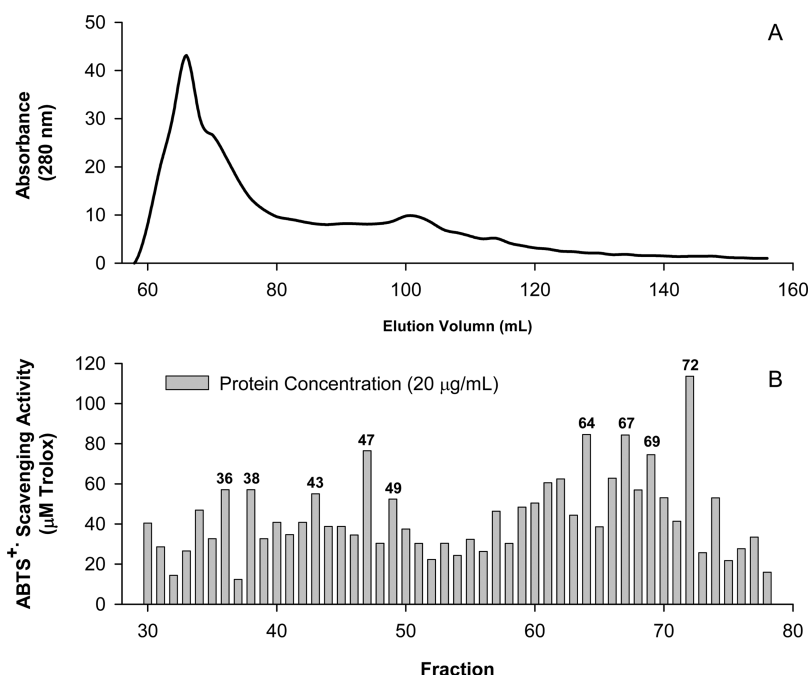 A
50
40
30
20
10
0
Absorbance
(280 nm)
60 80 100 120 140 160
Elution Volumn (mL)
B
120
100
80
60
40
20
0
ABTS+· Scavenging Activity
(μM Trolox)
Protein Concentration (20 μg/mL)
36 38 43 47 49 64 67 69 72
30 40 50 60 70 80
Fraction